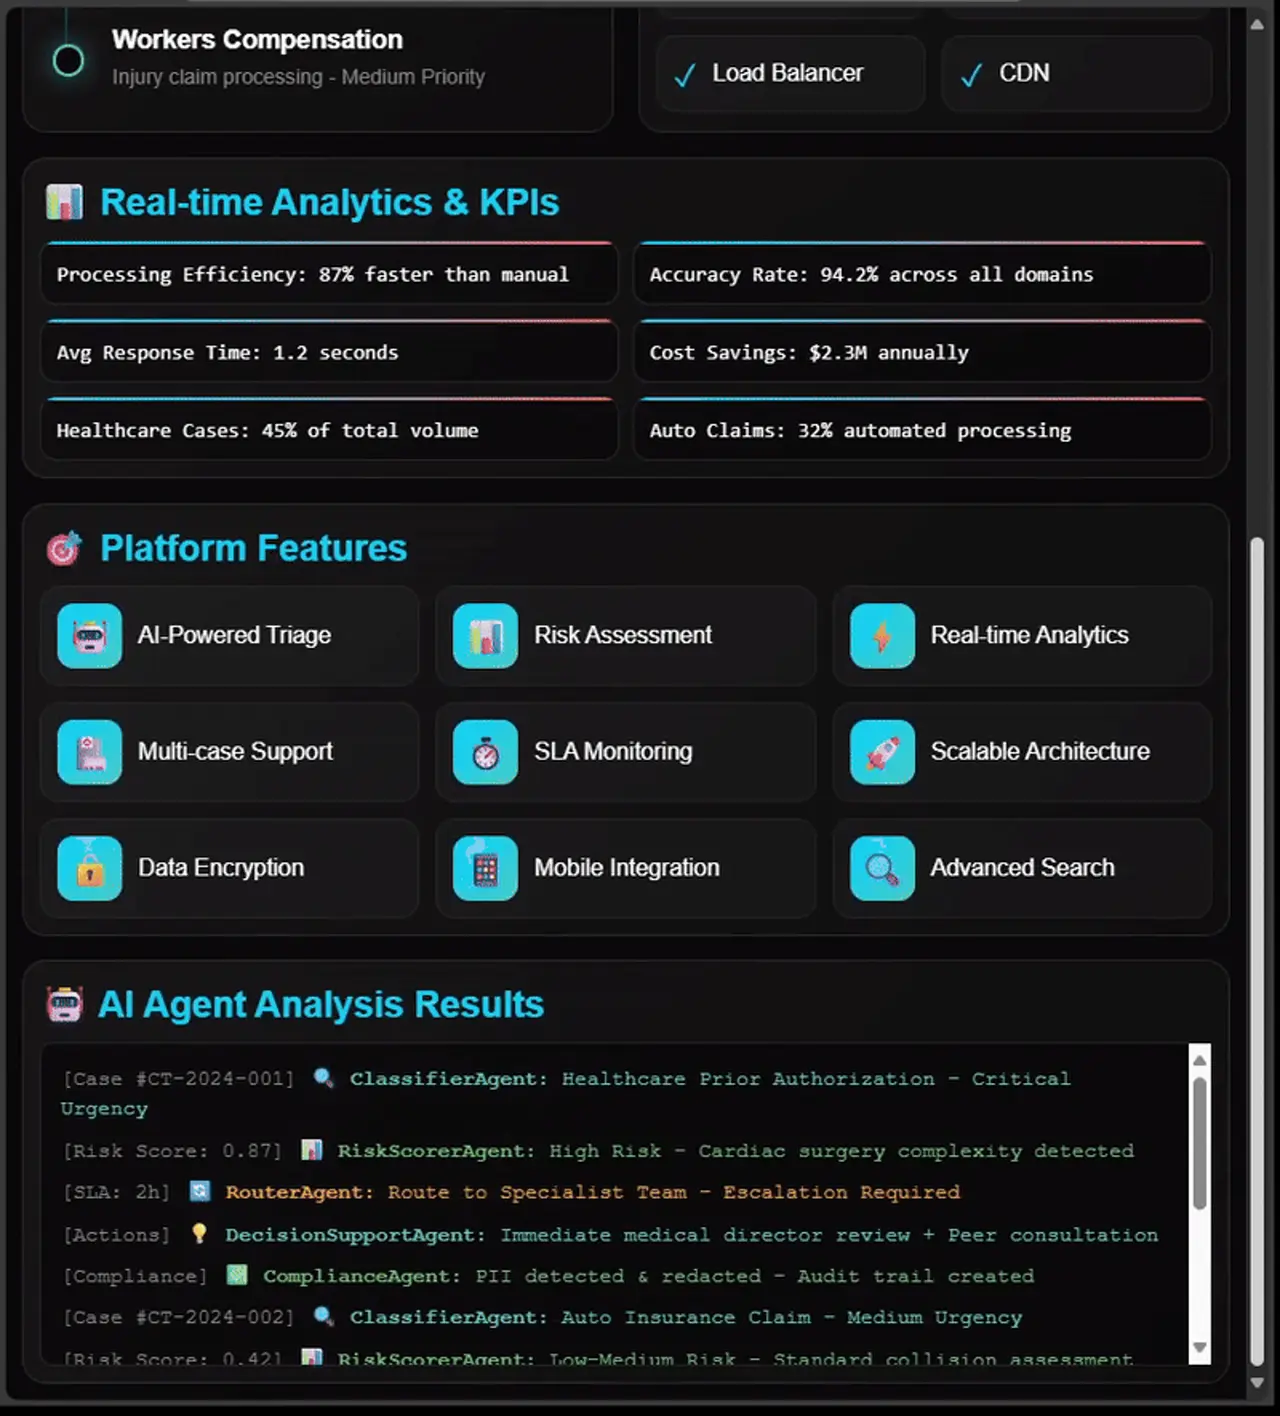 Workers Compensation
Injury claim processing - Medium Priority
✓ Load Balancer
✓ CDN
Real-time Analytics & KPIs
Processing Efficiency: 87% faster than manual
Accuracy Rate: 94.2% across all domains
Avg Response Time: 1.2 seconds
Cost Savings: $2.3M annually
Healthcare Cases: 45% of total volume
Auto Claims: 32% automated processing
Platform Features
AI-Powered Triage
Risk Assessment
Real-time Analytics
Multi-case Support
SLA Monitoring
Scalable Architecture
Data Encryption
Mobile Integration
Advanced Search
AI Agent Analysis Results
[Case #CT-2024-001] ClassifierAgent: Healthcare Prior Authorization - Critical
Urgency
[Risk Score: 0.87] RiskScorerAgent: High Risk - Cardiac surgery complexity detected
[SLA: 2h] RouterAgent: Route to Specialist Team - Escalation Required
[Actions] DecisionSupportAgent: Immediate medical director review + Peer consultation
[Compliance] ComplianceAgent: PII detected & redacted - Audit trail created
[Case #CT-2024-002] ClassifierAgent: Auto Insurance Claim - Medium Urgency
[Risk Score: 0.42] RiskScorerAgent: Low-Medium Risk - Standard collision assessment